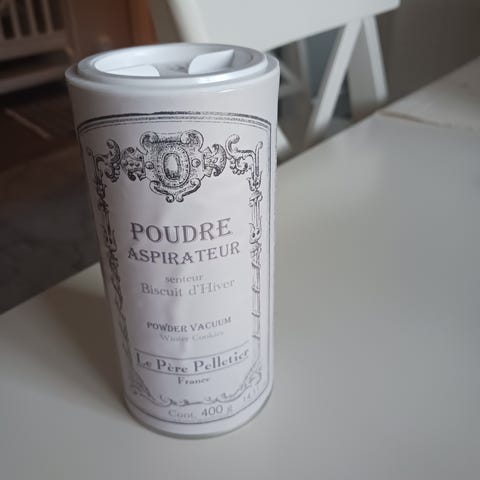 POUDRE
ASPIRATEUR
senteur
Biscuit d'Hiver
POWDER VACUUM
Winter Cookies
Le Père Pelletier
France
Cont. 400 g